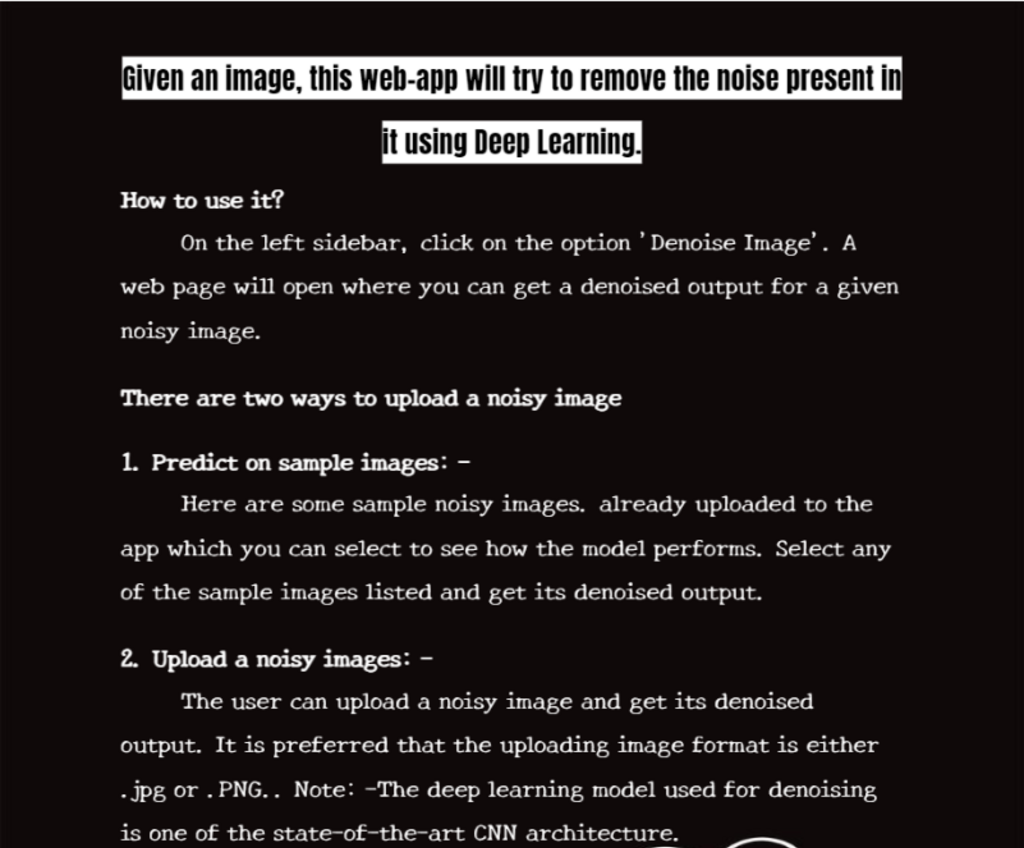 Given an image, this web-app will try to remove the noise present in
it using Deep Learning.
How to use it?
On the left sidebar, click on the option 'Denoise Image'. A
web page will open where you can get a denoised output for a given
noisy image.
There are two ways to upload a noisy image
1. Predict on sample images: -
Here are some sample noisy images. already uploaded to the
app which you can select to see how the model performs. Select any
of the sample images listed and get its denoised output.
2. Upload a noisy images: -
The user can upload a noisy image and get its denoised
output. It is preferred that the uploading image format is either
.jpg or .PNG.. Note: -The deep learning model used for denoising
is one of the state-of-the-art CNN architecture.